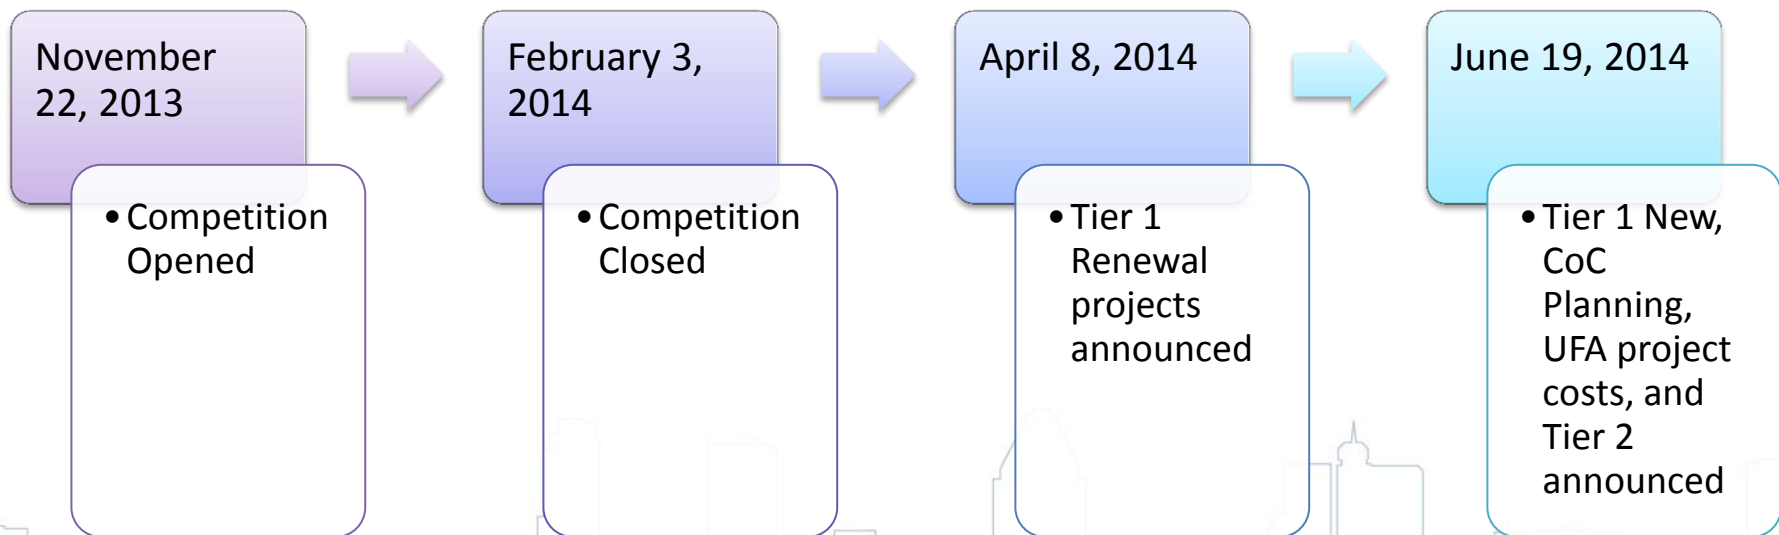 November
22, 2013
• Competition
Opened
February 3,
2014
• Competition
Closed
April 8, 2014
• Tier 1
Renewal
projects
announced
June 19, 2014
• Tier 1 New,
CoC
Planning,
UFA project
costs, and
Tier 2
announced